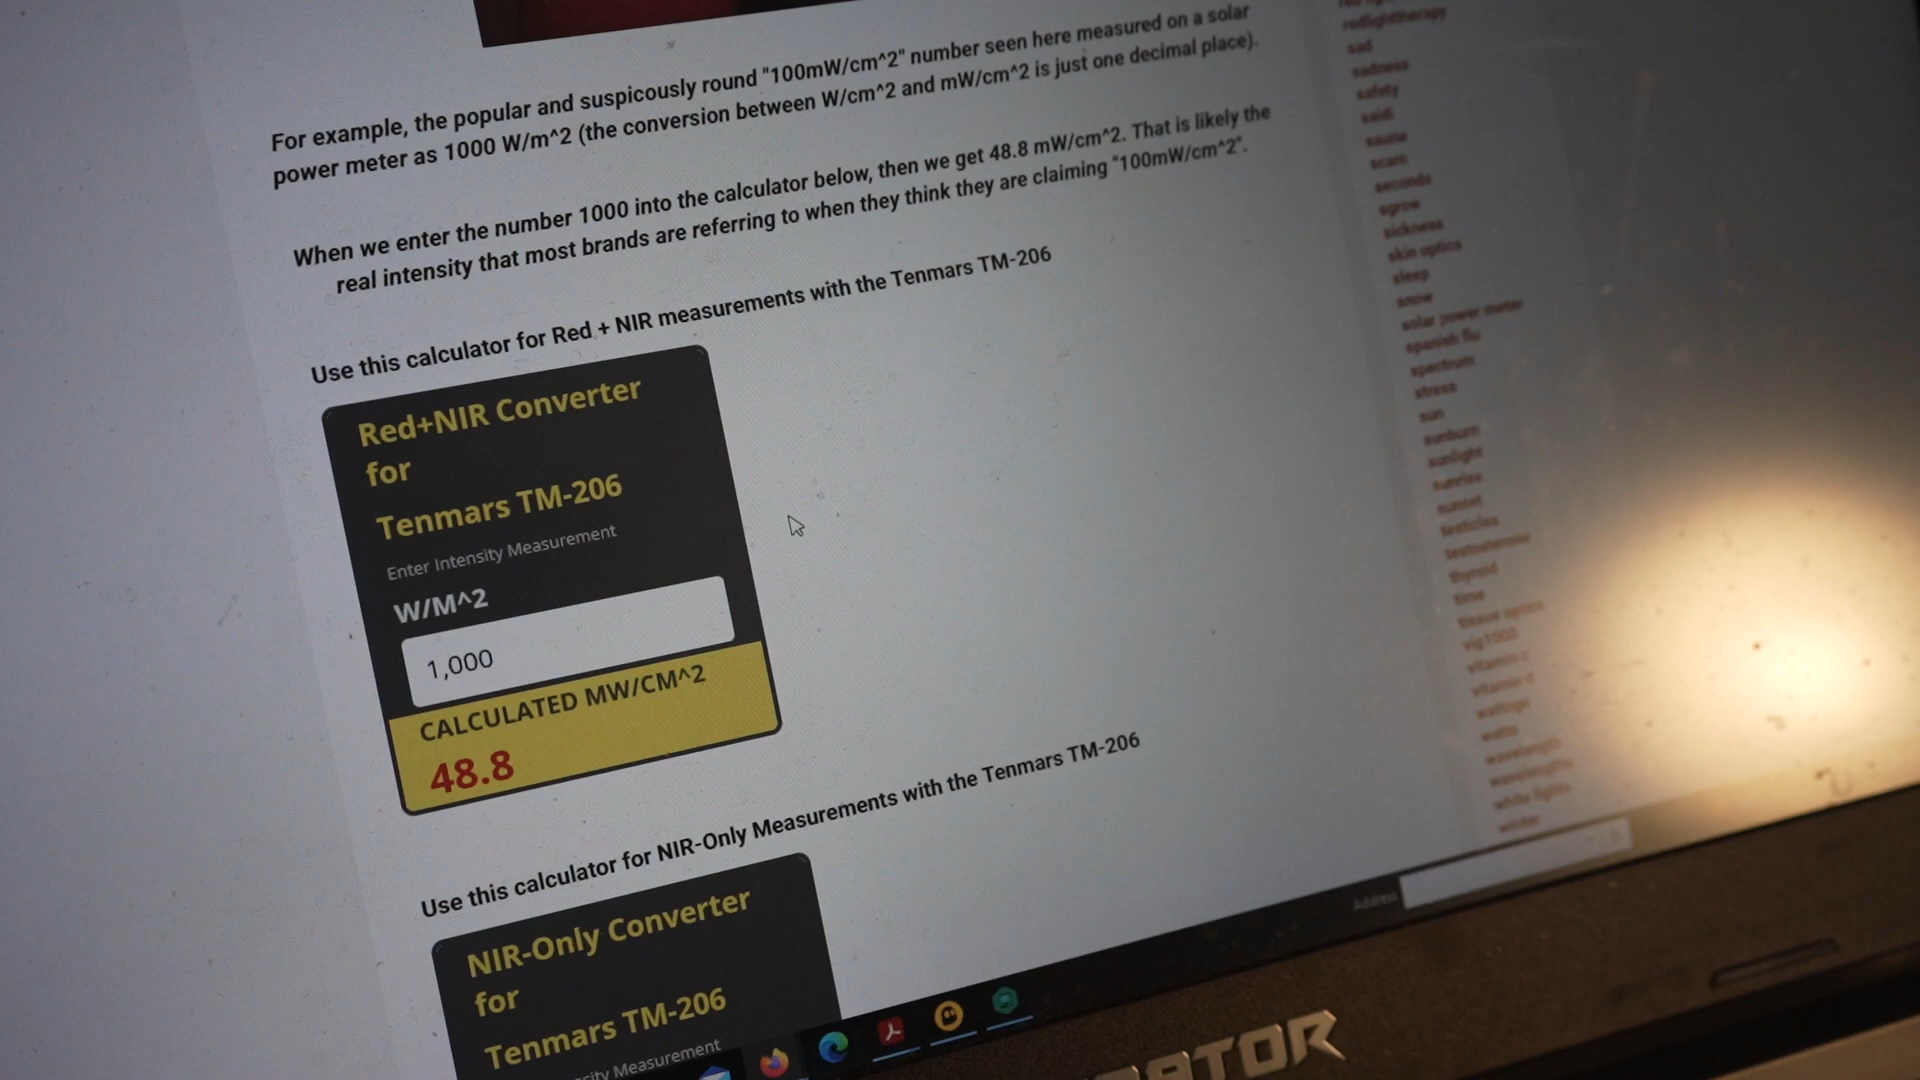 For example, the popular and suspicously round "100mW/cm^2" number seen here measured on a solar
power meter as 1000 W/m^2 (the conversion between W/cm^2 and mW/cm^2 is just one decimal place).
When we enter the number 1000 into the calculator below, then we get 48.8 mW/cm^2. That is likely the
real intensity that most brands are referring to when they think they are claiming "100mW/cm^2".
Use this calculator for Red + NIR measurements with the Tenmars TM-206
Red+NIR Converter
for
Tenmars TM-206
Enter Intensity Measurement
W/M^2
1,000
CALCULATED MW/CM^2
48.8
Use this calculator for NIR-Only Measurements with the Tenmars TM-206
NIR-Only Converter
for
Tenmars TM-206
Measurement
redlighttherapy
sad
sadness
safety
saidi
sauna
scam
seconds
sgrow
sickness
skin optics
sleep
snow
solar power meter
spanish flu
spectrum
stress
sun
sunburn
sunlight
sunrise
sunset
testicles
testosterone
thyroid
time
tissue optics
vig1000
vitamin c
vitamin d
wattage
watts
wavelength
wavelengths
white lights
winter
Address